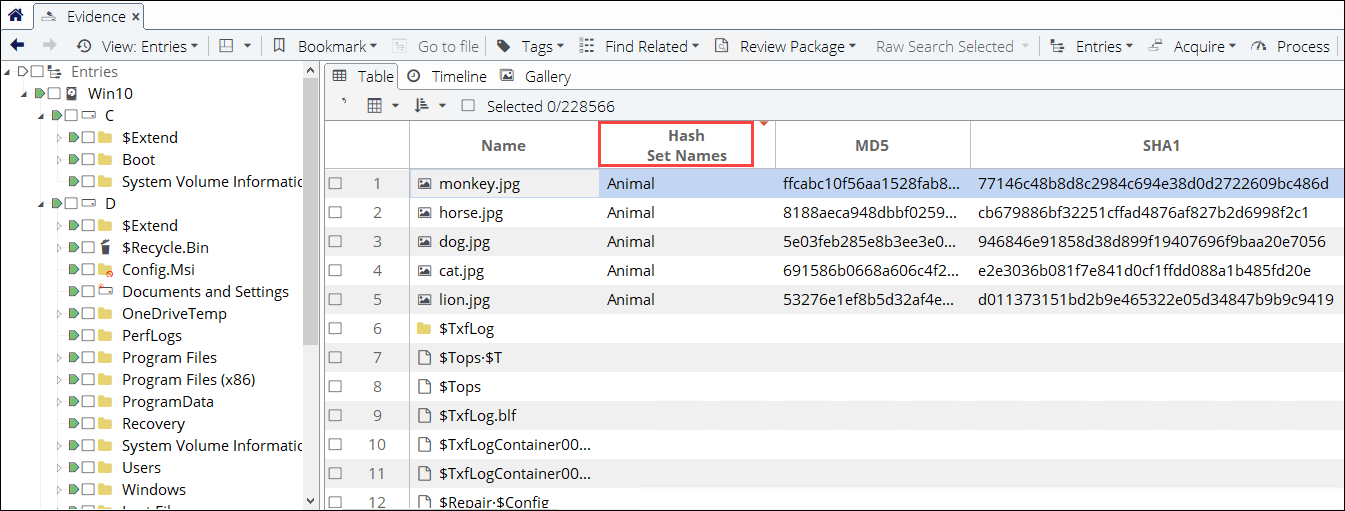 Evidence
View: Entries
Bookmark
Go to file
Tags
Find Related
Review Package
Raw Search Selected
Entries
Acquire
Process
Entries
Win10
C
$Extend
Boot
System Volume Informatic
D
$Extend
$Recycle.Bin
Config.Msi
Documents and Settings
OneDriveTemp
PerfLogs
Program Files
Program Files (x86)
ProgramData
Recovery
System Volume Informatic
Users
Windows
Table Timeline Gallery
Selected 0/228566
Name Hash Set Names MD5 SHA1
1 monkey.jpg Animal ffcabc10f56aa1528fab8... 77146c48b8d8c2984c694e38d0d2722609bc486d
2 horse.jpg Animal 8188aeca948dbbf0259... cb679886bf32251cffad4876af827b2d6998f2c1
3 dog.jpg Animal 5e03feb285e8b3ee3e0... 946846e91858d38d899f19407696f9baa20e7056
4 cat.jpg Animal 691586b0668a606c4f2... e2e3036b081f7e841d0cf1ffdd088a1b485fd20e
5 lion.jpg Animal 53276e1ef8b5d32af4e... d011373151bd2b9e465322e05d34847b9b9c9419
6 $TxfLog
7 $Tops·$T
8 $Tops
9 $TxfLog.blf
10 $TxfLogContainer00...
11 $TxfLogContainer00...
12 $Repair·$Config